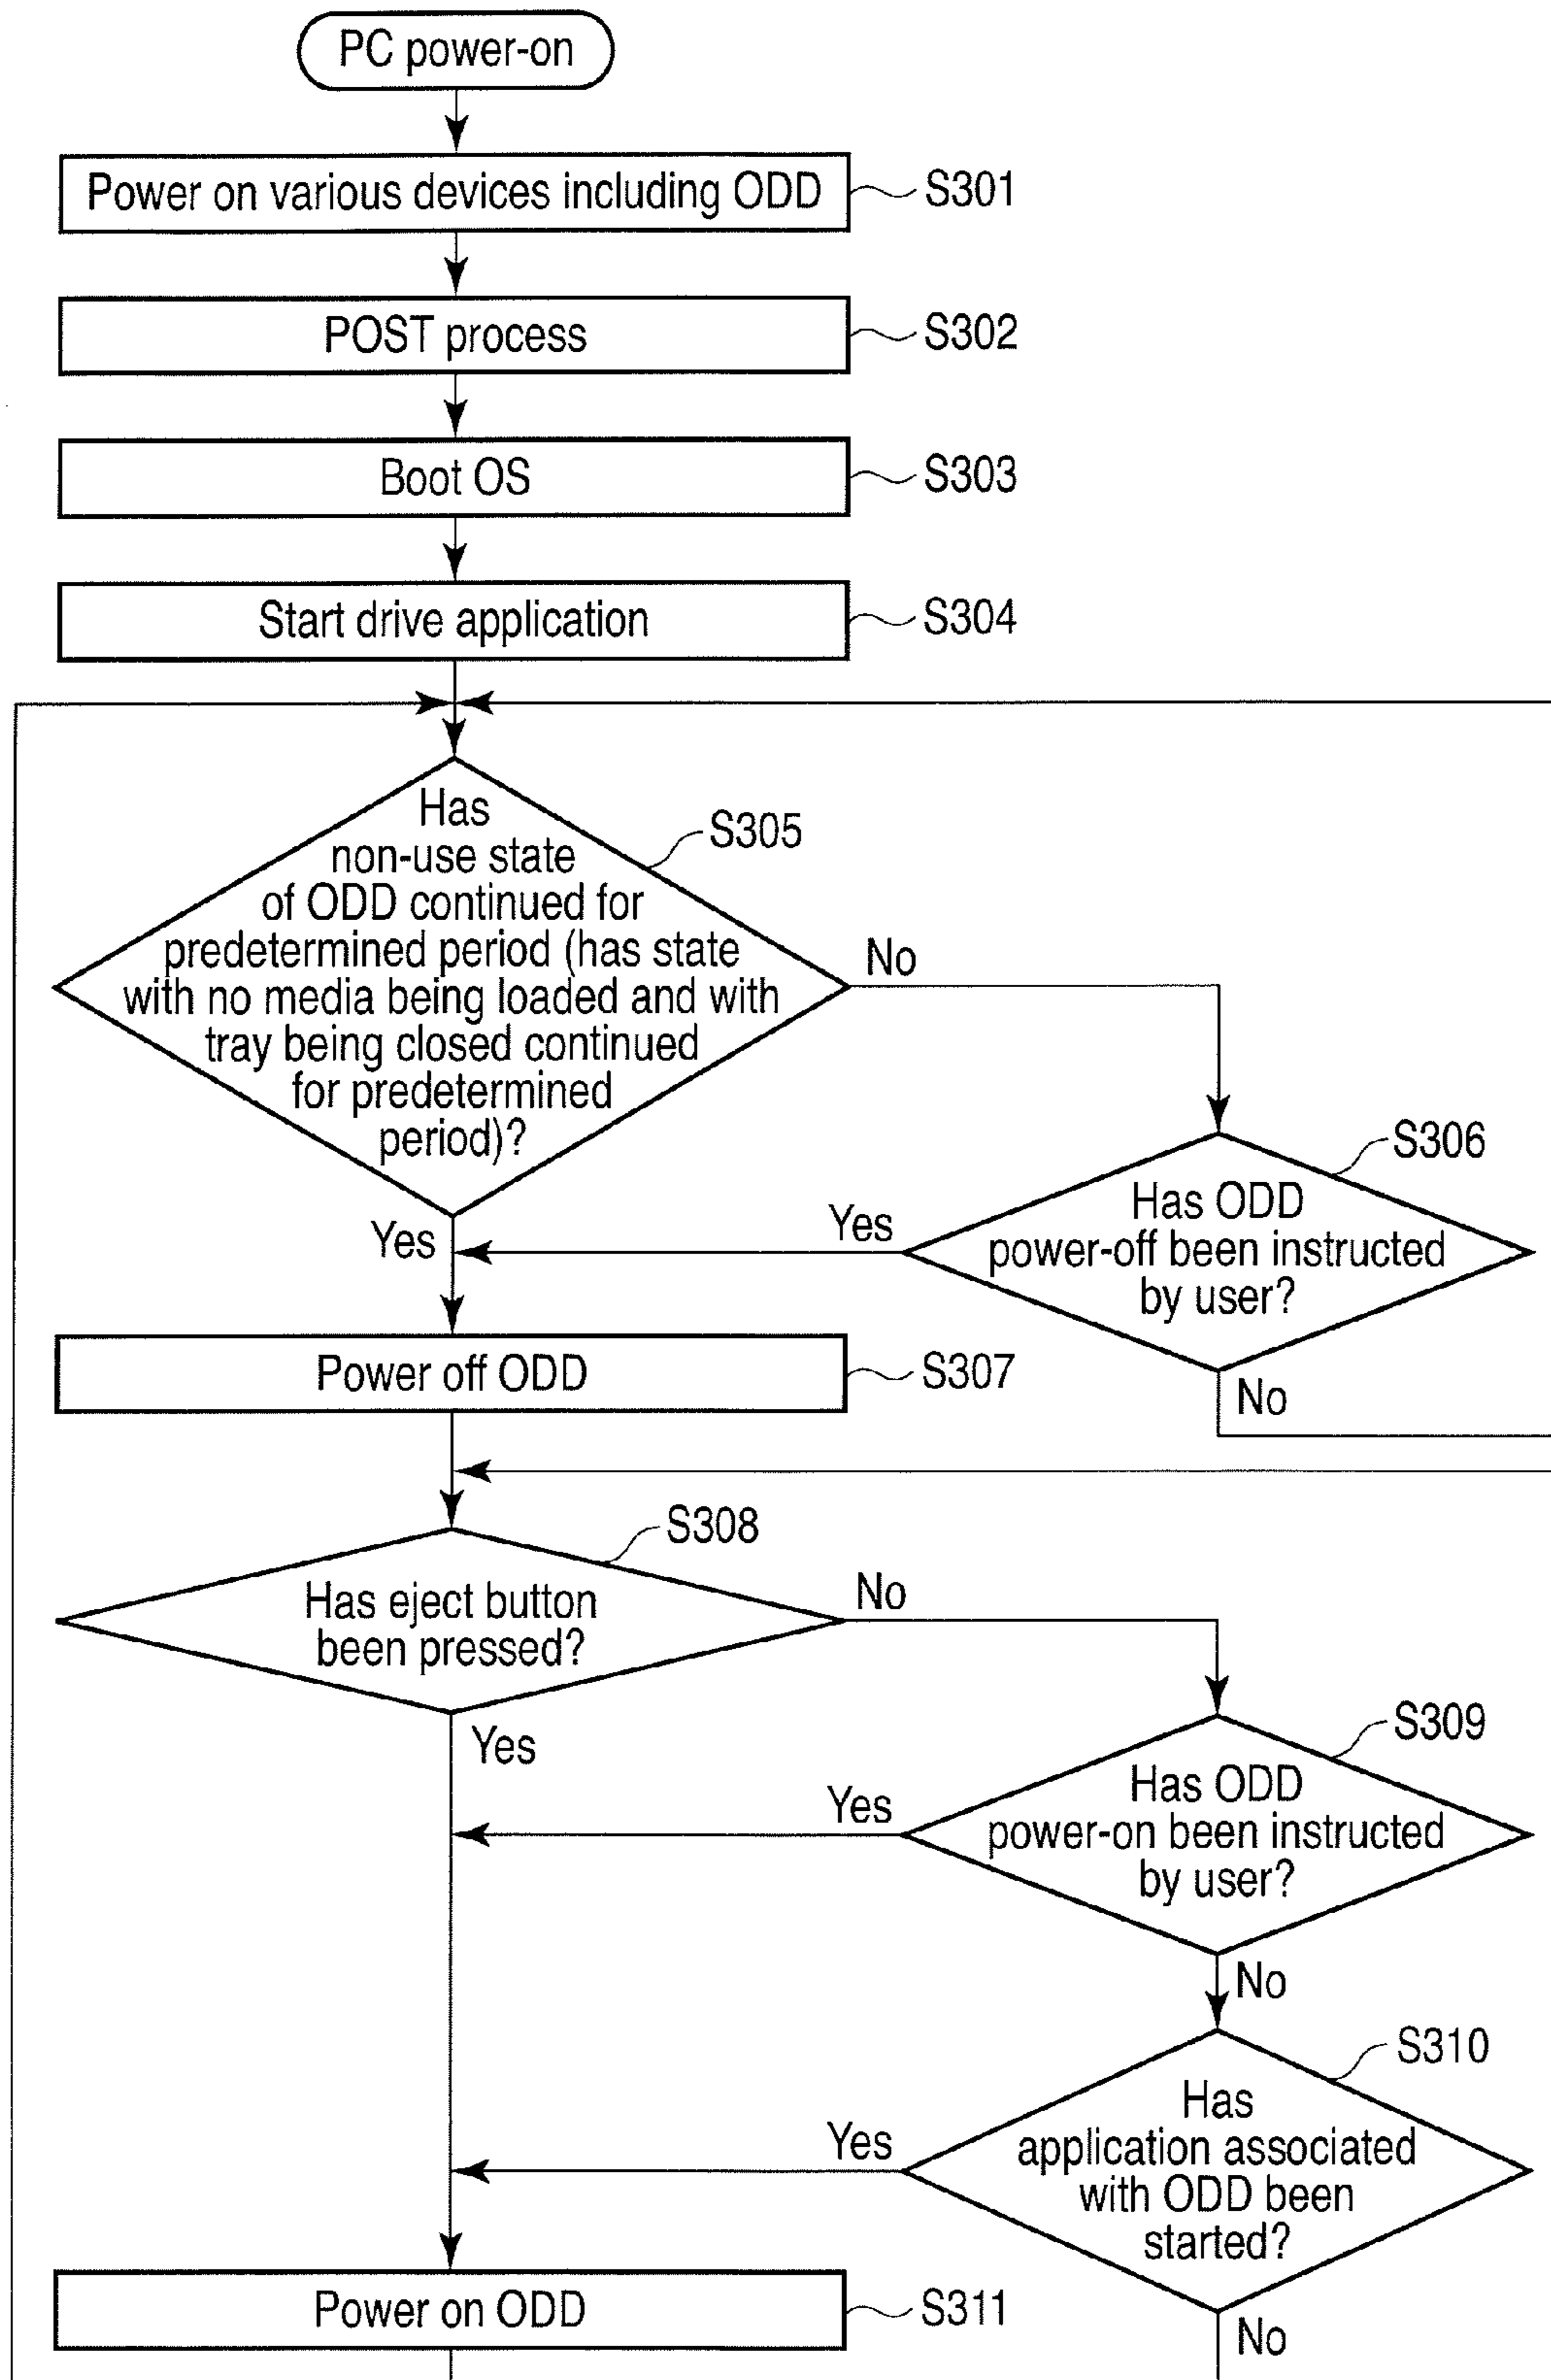 PC power-on
Power on various devices including ODD
S301
POST process
S302
Boot OS
S303
Start drive application
S304
Has
non-use state
of ODD continued for
predetermined period (has state
with no media being loaded and with
tray being closed continued
for predetermined
period)?
S305
No
Yes
Has ODD
power-off been instructed
by user?
S306
Yes
No
Power off ODD
S307
Has eject button
been pressed?
S308
No
Yes
Has ODD
power-on been instructed
by user?
S309
Yes
No
Has
application associated
with ODD been
started?
S310
Yes
No
Power on ODD
S311